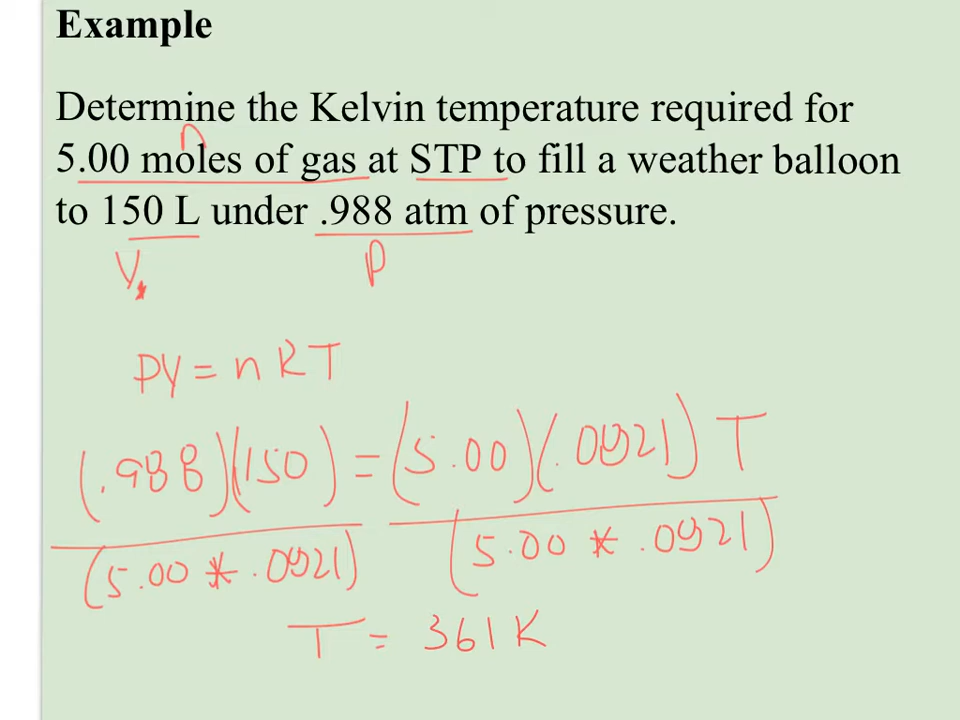 Example
Determine the Kelvin temperature required for
n
5.00 moles of gas at STP to fill a weather balloon
to 150 L under .988 atm of pressure.
V P
PV = nRT
(.988)(150) = (5.00)(.0821) T
(5.00 * .0821) (5.00 * .0821)
T = 361 K